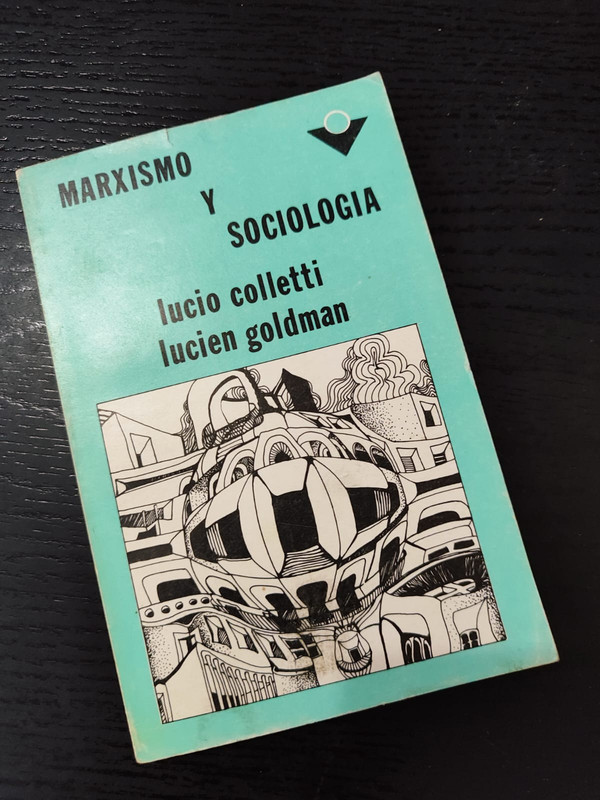 MARXISMO
Y
SOCIOLOGIA
lucio colletti
lucien goldman